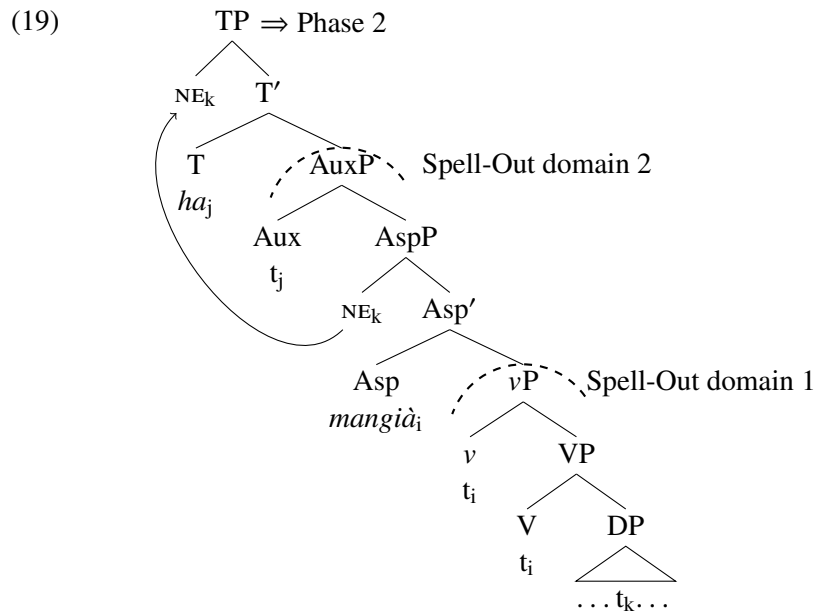 (19) TP ⇒ Phase 2
NEₖ T′
T AuxP Spell-Out domain 2
haⱼ
Aux AspP
tⱼ
NEₖ Asp′
Asp vP Spell-Out domain 1
mangiàᵢ
v VP
tᵢ
V DP
tᵢ
…tₖ…